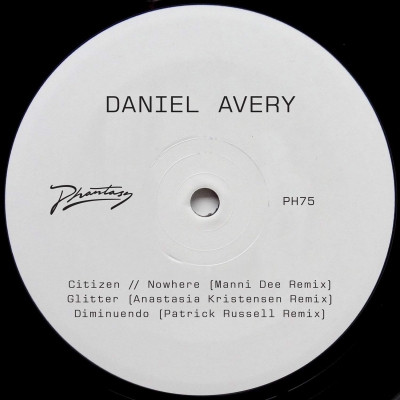 DANIEL AVERY
Phantasy
PH75
Citizen // Nowhere [Manni Dee Remix]
Glitter [Anastasia Kristensen Remix]
Diminuendo [Patrick Russell Remix]